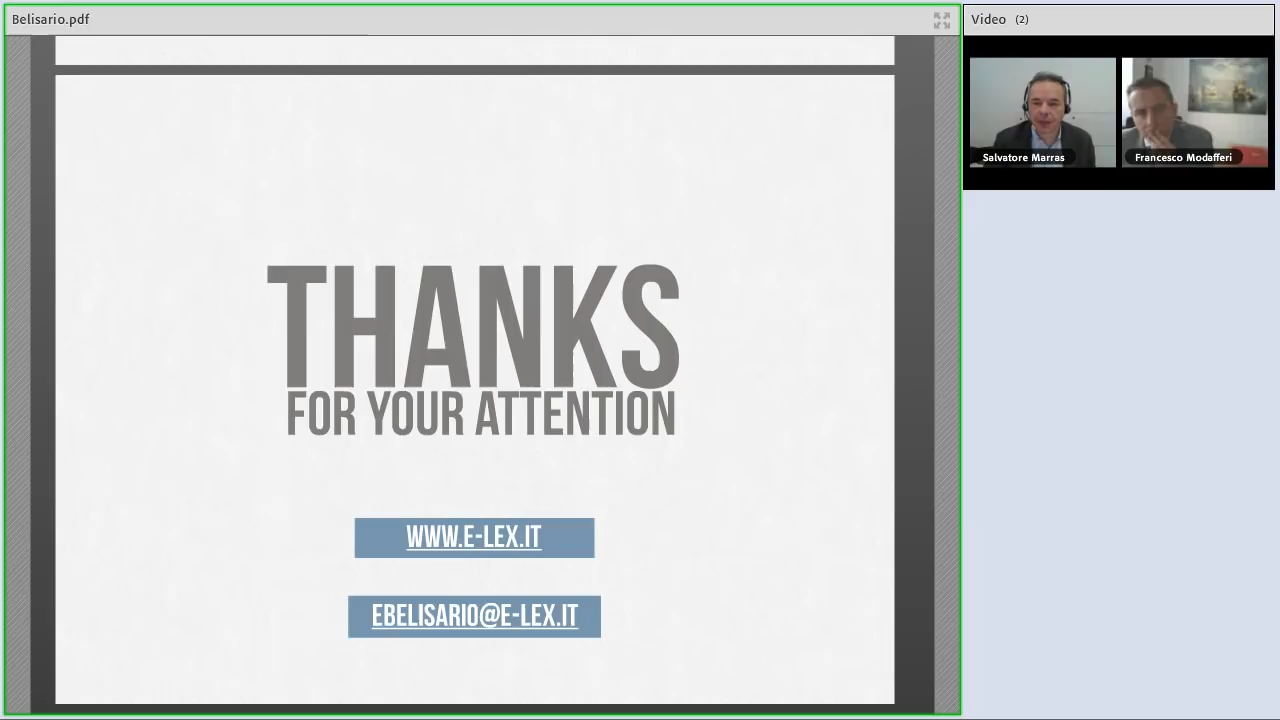 Belisario.pdf
Video (2)
Salvatore Marras
Francesco Modafferi
THANKS
FOR YOUR ATTENTION
WWW.E-LEX.IT
EBELISARIO@E-LEX.IT